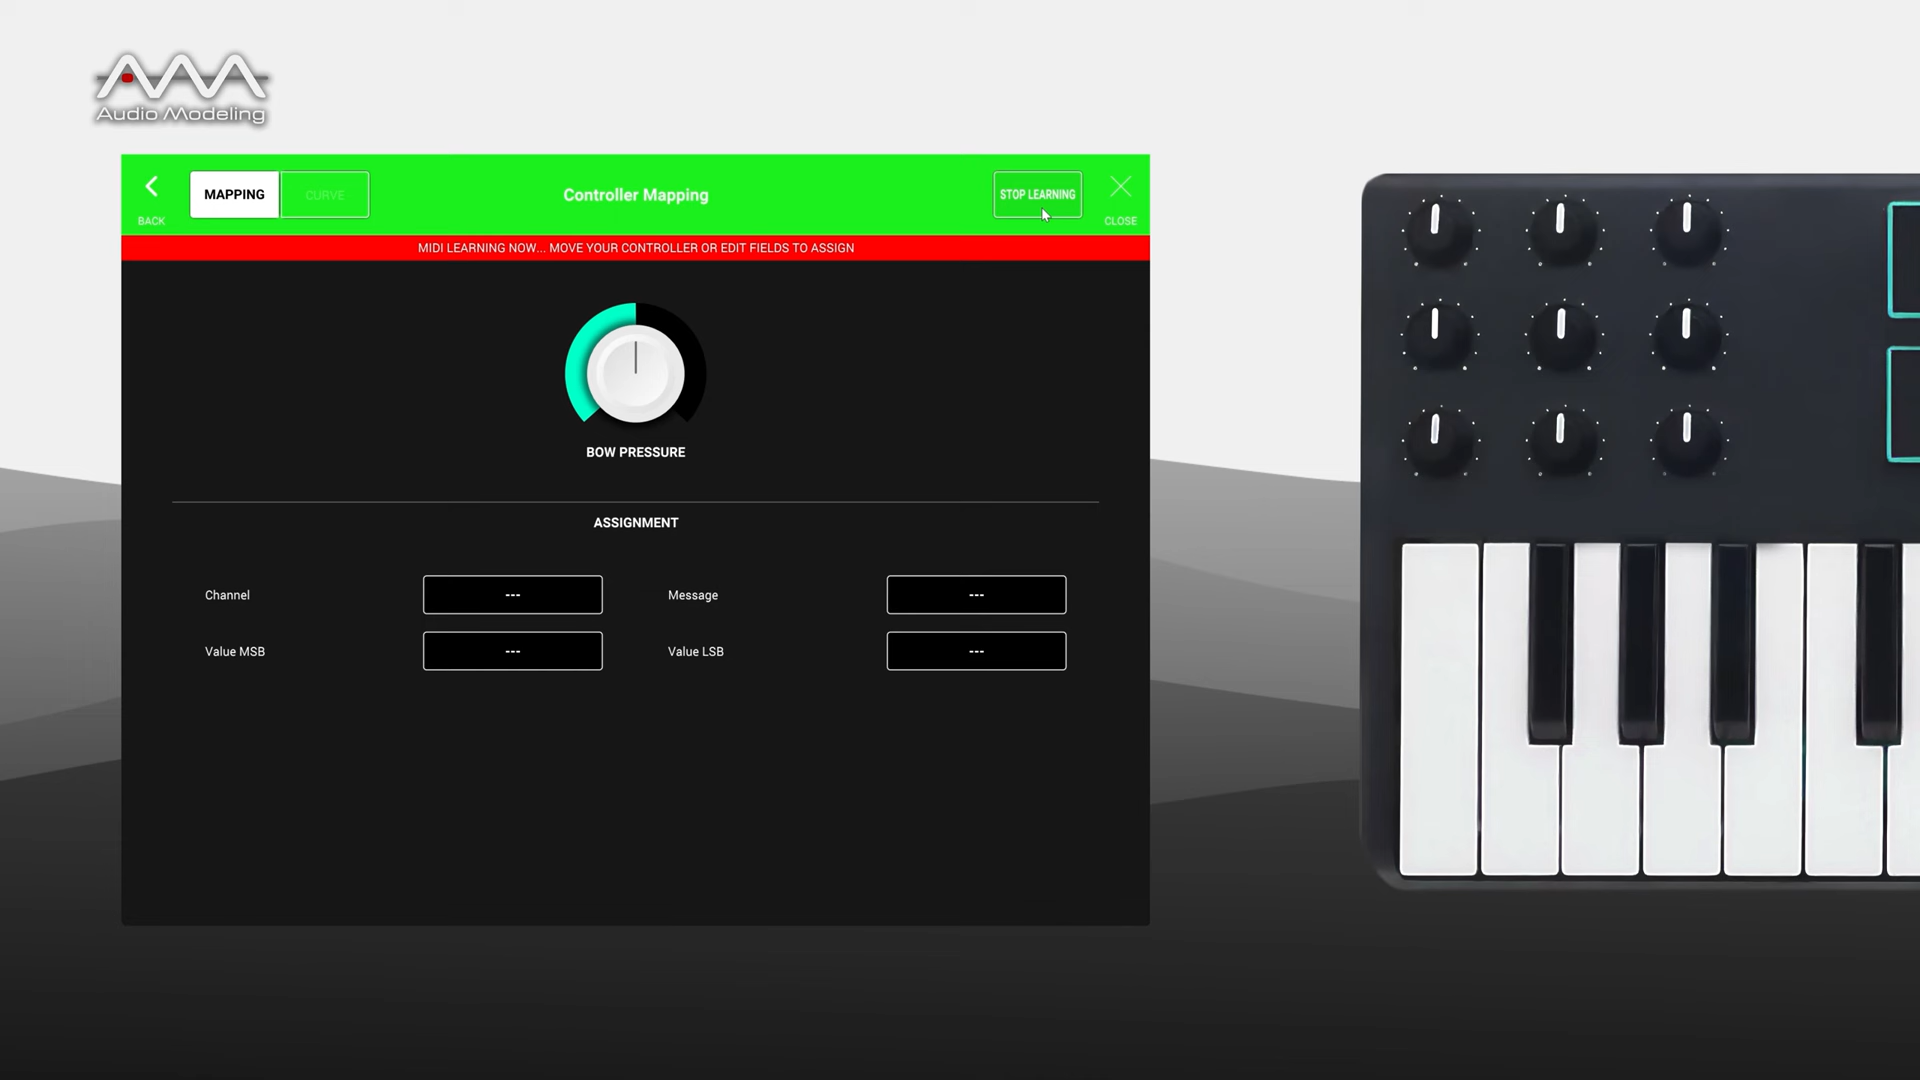 Audio Modeling
BACK
MAPPING
CURVE
Controller Mapping
STOP LEARNING
CLOSE
MIDI LEARNING NOW... MOVE YOUR CONTROLLER OR EDIT FIELDS TO ASSIGN
BOW PRESSURE
ASSIGNMENT
Channel
---
Message
---
Value MSB
---
Value LSB
---